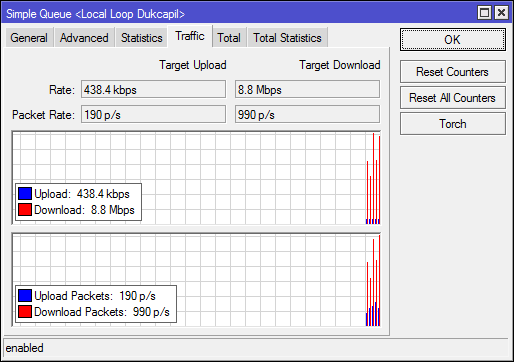 Simple Queue <Local Loop Dukcapil>
General Advanced Statistics Traffic Total Total Statistics
Target Upload Target Download
Rate: 438.4 kbps 8.8 Mbps
Packet Rate: 190 p/s 990 p/s
Upload: 438.4 kbps
Download: 8.8 Mbps
Upload Packets: 190 p/s
Download Packets: 990 p/s
OK
Reset Counters
Reset All Counters
Torch
enabled